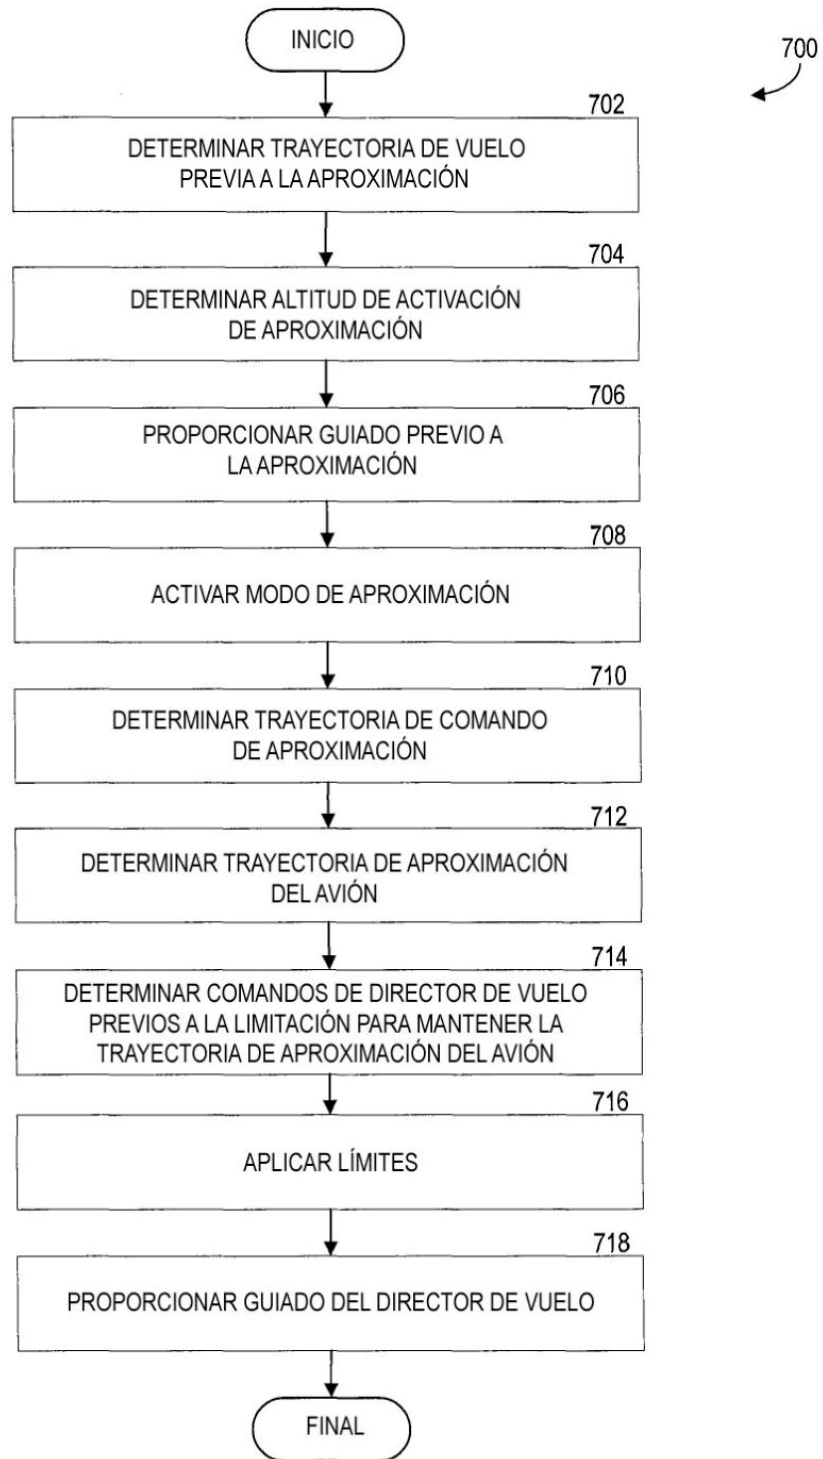 INICIO
700
702
DETERMINAR TRAYECTORIA DE VUELO
PREVIA A LA APROXIMACIÓN
704
DETERMINAR ALTITUD DE ACTIVACIÓN
DE APROXIMACIÓN
706
PROPORCIONAR GUIADO PREVIO A
LA APROXIMACIÓN
708
ACTIVAR MODO DE APROXIMACIÓN
710
DETERMINAR TRAYECTORIA DE COMANDO
DE APROXIMACIÓN
712
DETERMINAR TRAYECTORIA DE APROXIMACIÓN
DEL AVIÓN
714
DETERMINAR COMANDOS DE DIRECTOR DE VUELO
PREVIOS A LA LIMITACIÓN PARA MANTENER LA
TRAYECTORIA DE APROXIMACIÓN DEL AVIÓN
716
APLICAR LÍMITES
718
PROPORCIONAR GUIADO DEL DIRECTOR DE VUELO
FINAL